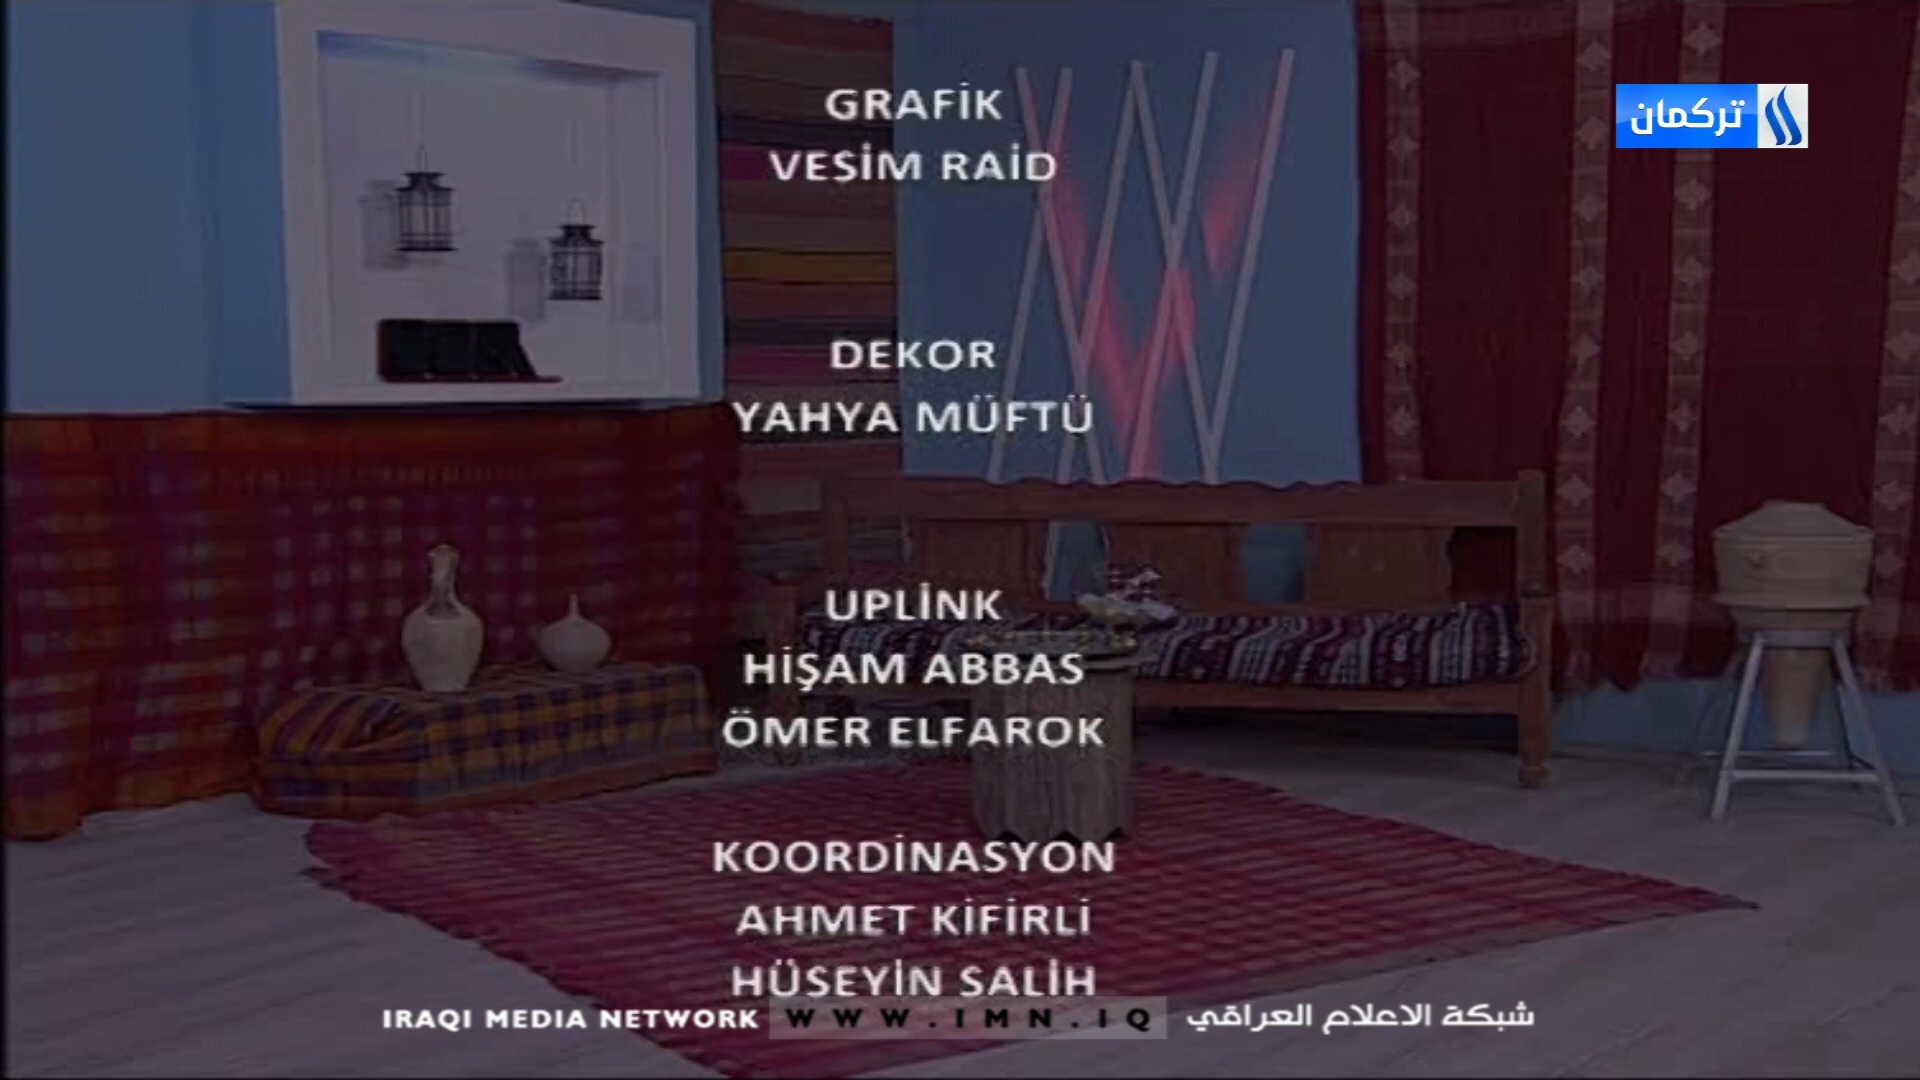 تركمان
GRAFİK
VESİM RAİD
DEKOR
YAHYA MÜFTÜ
UPLİNK
HİŞAM ABBAS
ÖMER ELFAROK
KOORDİNASYON
AHMET KİFİRLİ
HÜSEYİN SALİH
IRAQI MEDIA NETWORK WWW.IMN.IQ شبكة الاعلام العراقي